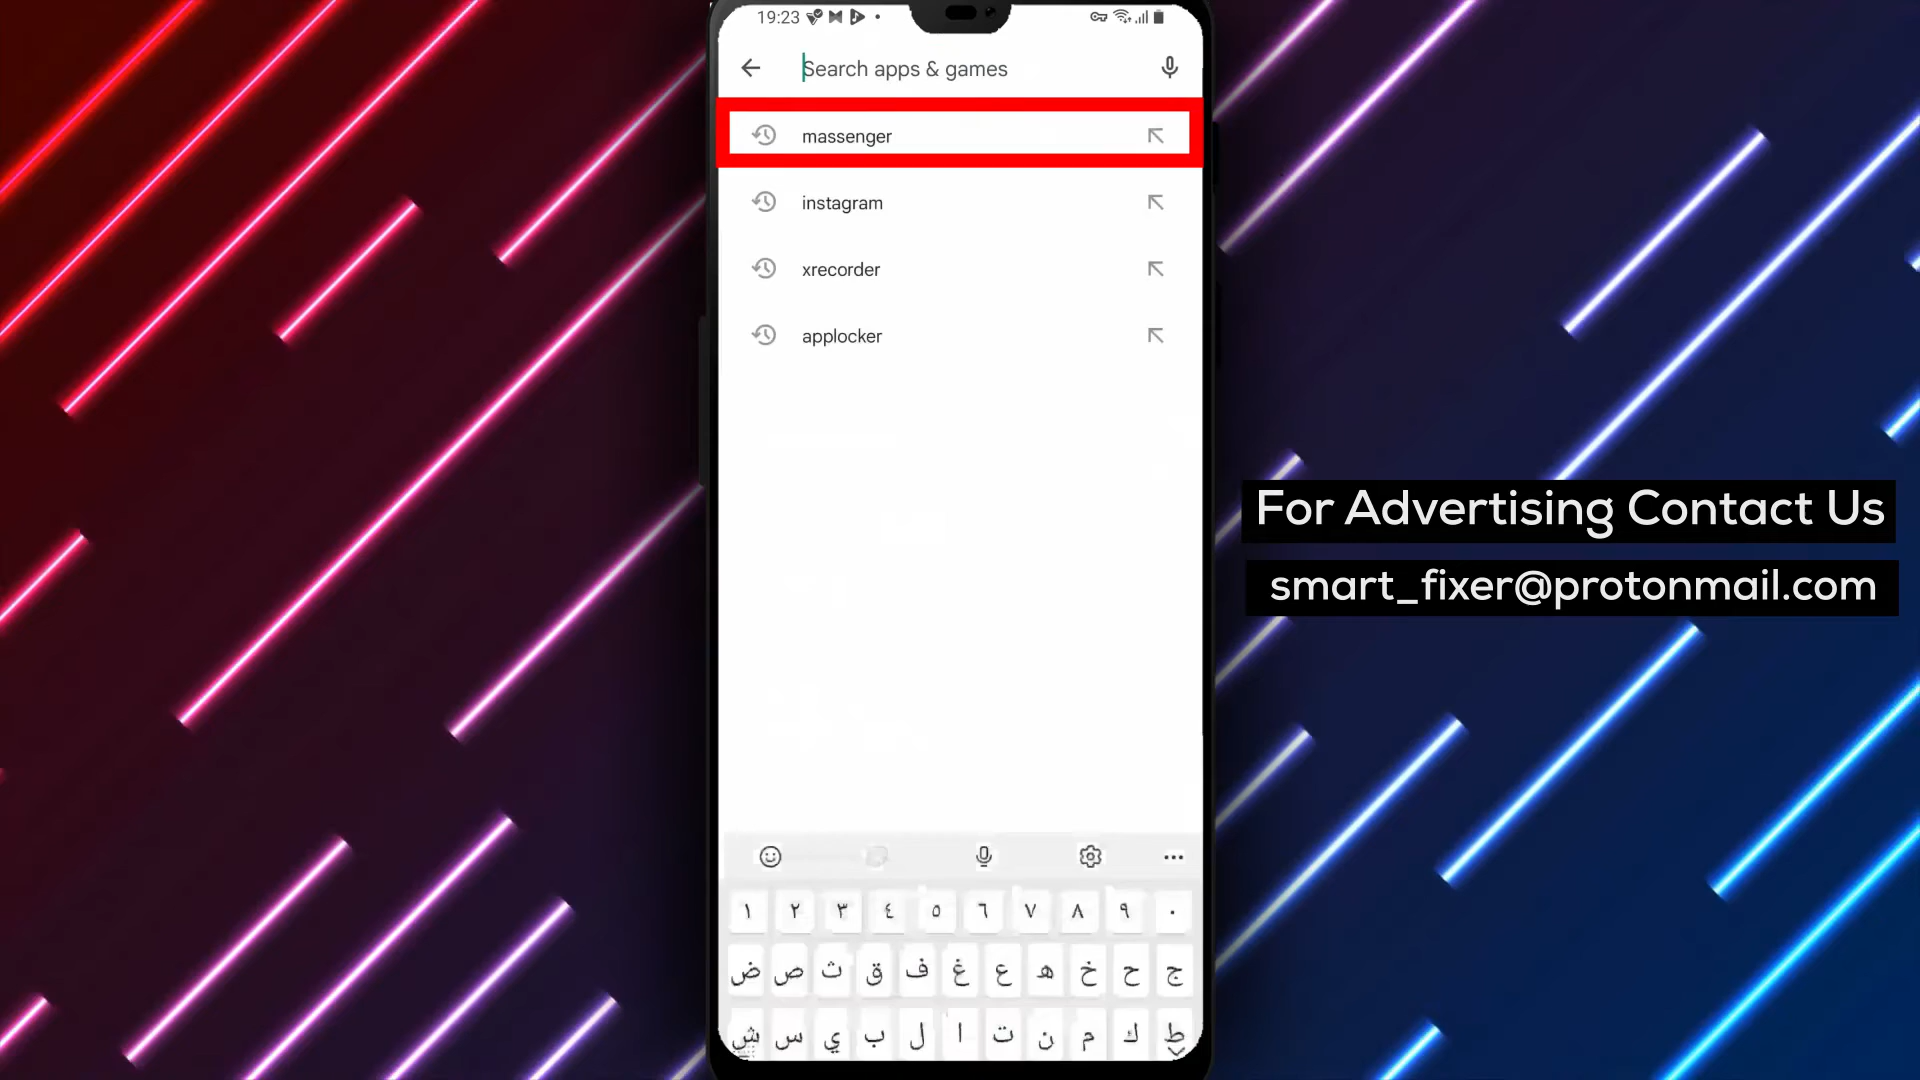 19:23
Search apps & games
massenger
instagram
xrecorder
applocker
For Advertising Contact Us
smart_fixer@protonmail.com
١ ٢ ٣ ٤ ٥ ٦ ٧ ٨ ٩ ٠
ض ص ث ق ف غ ع ه خ ح ج
ش س ي ب ل ا ت ن م ك ط